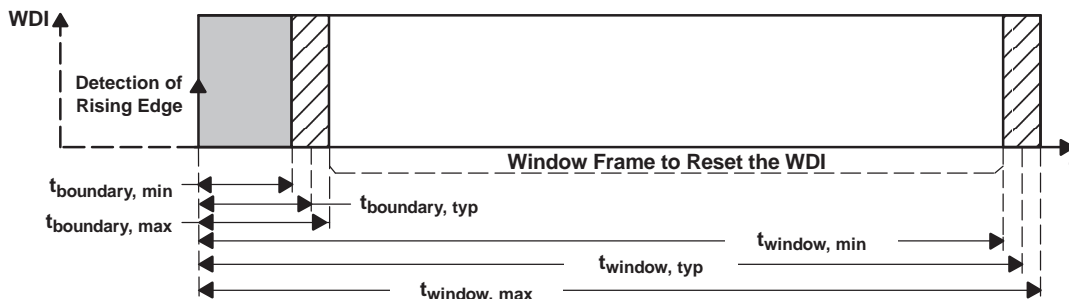 WDI
Detection of
Rising Edge
Window Frame to Reset the WDI
tboundary, min
tboundary, typ
tboundary, max
twindow, min
twindow, typ
twindow, max